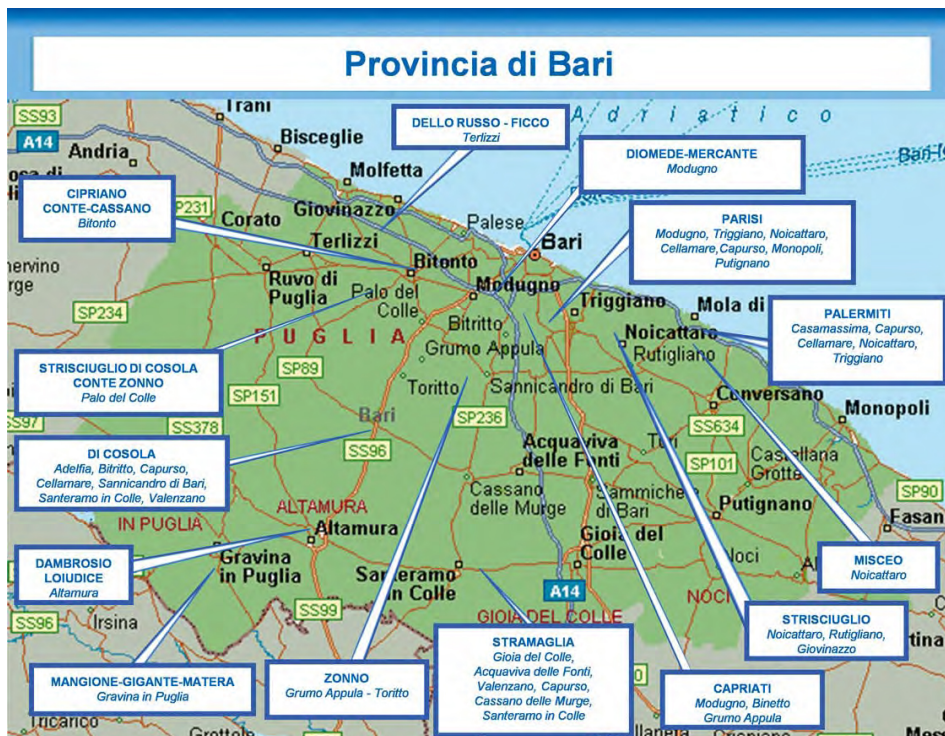 Provincia di Bari
SS93
Trani
A14
Andria
Bisceglie
Molfetta
DELLO RUSSO - FICCO
Terlizzi
Adriatico
DIOMEDE-MERCANTE
Modugno
CIPRIANO
CONTE-CASSANO
Bitonto
SP231
Corato
Giovinazzo
Palese
Bari
PARISI
Modugno, Triggiano, Noicattaro,
Cellamare,Capurso, Monopoli,
Putignano
Terlizzi
Bitonto
Ruvo di
Puglia
Modugno
Palo del
Colle
Triggiano
Mola di
SP234
PUGLIA
Bitritto
Noicattaro
Rutigliano
PALERMITI
Casamassima, Capurso,
Cellamare, Noicattaro,
Triggiano
Grumo Appula
SP89
Toritto
Sannicandro di Bari
STRISCIUGLIO DI COSOLA
CONTE ZONNO
Palo del Colle
SP151
Bari
SP236
Conversano
Monopoli
SS97
SS378
SS634
SS96
Acquaviva
delle Fonti
Turi
Castellana
Grotte
SP101
DI COSOLA
Adelfia, Bitritto, Capurso,
Cellamare, Sannicandro di Bari,
Santeramo in Colle, Valenzano
Cassano
delle Murge
Sammichele
di Bari
SP90
Putignano
Fasan
IN PUGLIA
ALTAMURA
Altamura
Gioia del
Colle
DAMBROSIO
LOIUDICE
Altamura
Gravina
in Puglia
Santeramo
in Colle
Noci
MISCEO
Noicattaro
A14
NOCI
SS99
SS96
Irsina
GIOIA DEL COLLE
STRISCIUGLIO
Noicattaro, Rutigliano,
Giovinazzo
MANGIONE-GIGANTE-MATERA
Gravina in Puglia
ZONNO
Grumo Appula - Toritto
STRAMAGLIA
Gioia del Colle,
Acquaviva delle Fonti,
Valenzano, Capurso,
Cassano delle Murge,
Santeramo in Colle
CAPRIATI
Modugno, Binetto
Grumo Appula
Tricarico
Grottole